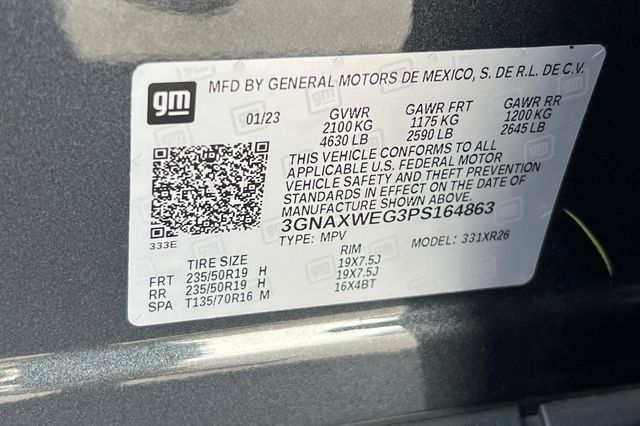 gm
MFD BY GENERAL MOTORS DE MEXICO, S. DE R.L. DE C.V.
01/23 GVWR GAWR FRT GAWR RR
2100 KG 1175 KG 1200 KG
4630 LB 2590 LB 2645 LB
THIS VEHICLE CONFORMS TO ALL
APPLICABLE U.S. FEDERAL MOTOR
VEHICLE SAFETY AND THEFT PREVENTION
STANDARDS IN EFFECT ON THE DATE OF
MANUFACTURE SHOWN ABOVE.
3GNAXWEG3PS164863
333E TYPE: MPV MODEL: 331XR26
TIRE SIZE RIM
FRT 235/50R19 H 19X7.5J
RR 235/50R19 H 19X7.5J
SPA T135/70R16 M 16X4BT